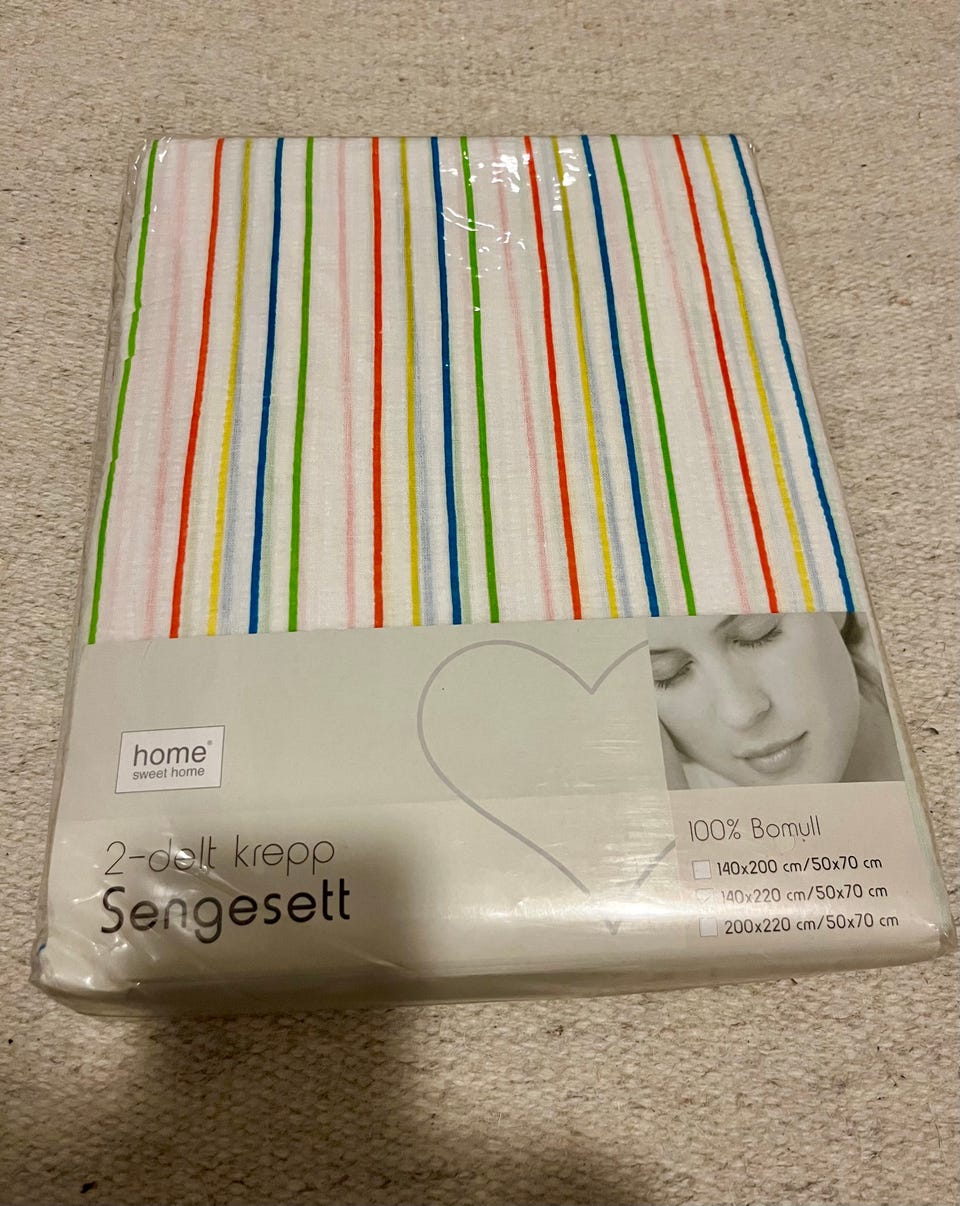 home®
sweet home
2-delt krepp
Sengesett
100% Bomull
140x200 cm/50x70 cm
140x220 cm/50x70 cm
200x220 cm/50x70 cm